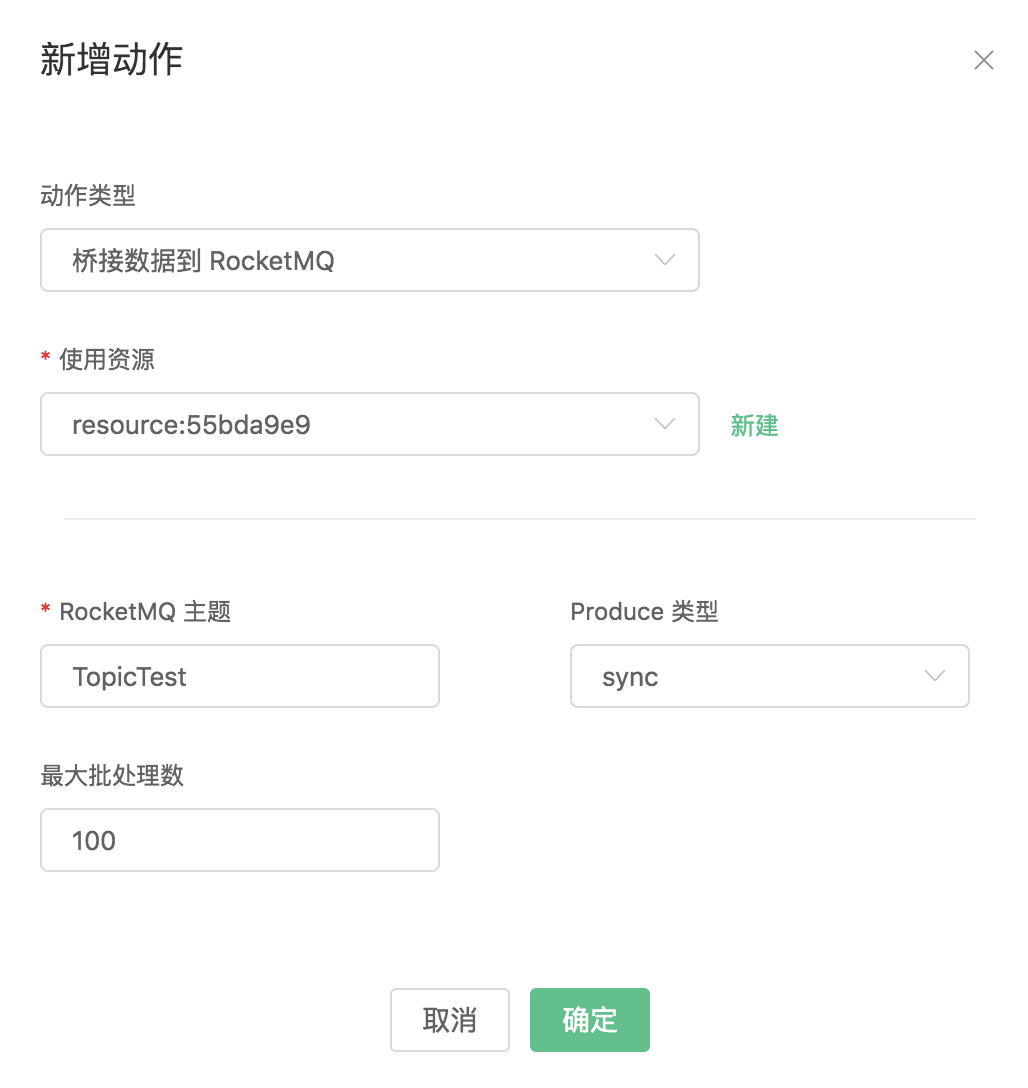 新增动作
动作类型
桥接数据到 RocketMQ
* 使用资源
resource:55bda9e9
新建
* RocketMQ 主题
Produce 类型
TopicTest
sync
最大批处理数
100
取消
确定